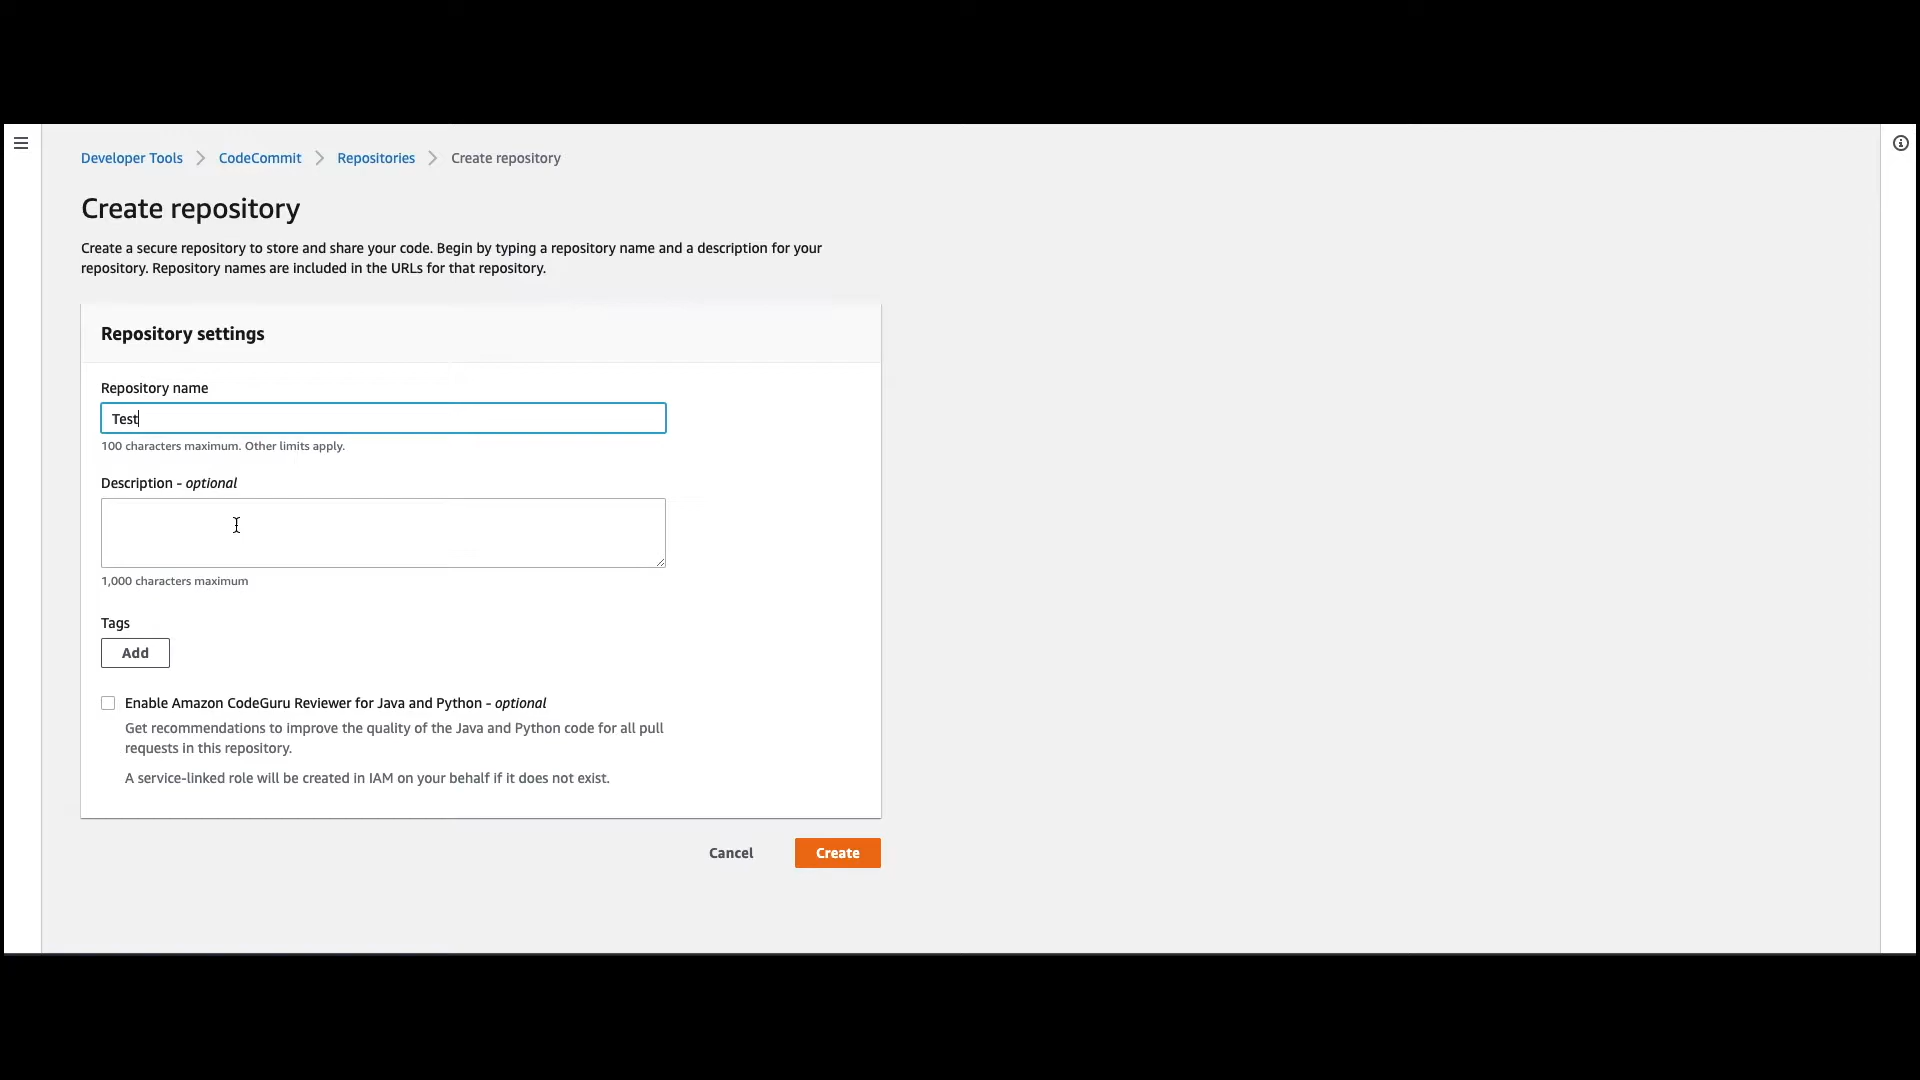 Developer Tools > CodeCommit > Repositories > Create repository
Create repository
Create a secure repository to store and share your code. Begin by typing a repository name and a description for your
repository. Repository names are included in the URLs for that repository.
Repository settings
Repository name
Test
100 characters maximum. Other limits apply.
Description - optional
1,000 characters maximum
Tags
Add
Enable Amazon CodeGuru Reviewer for Java and Python - optional
Get recommendations to improve the quality of the Java and Python code for all pull
requests in this repository.
A service-linked role will be created in IAM on your behalf if it does not exist.
Cancel Create